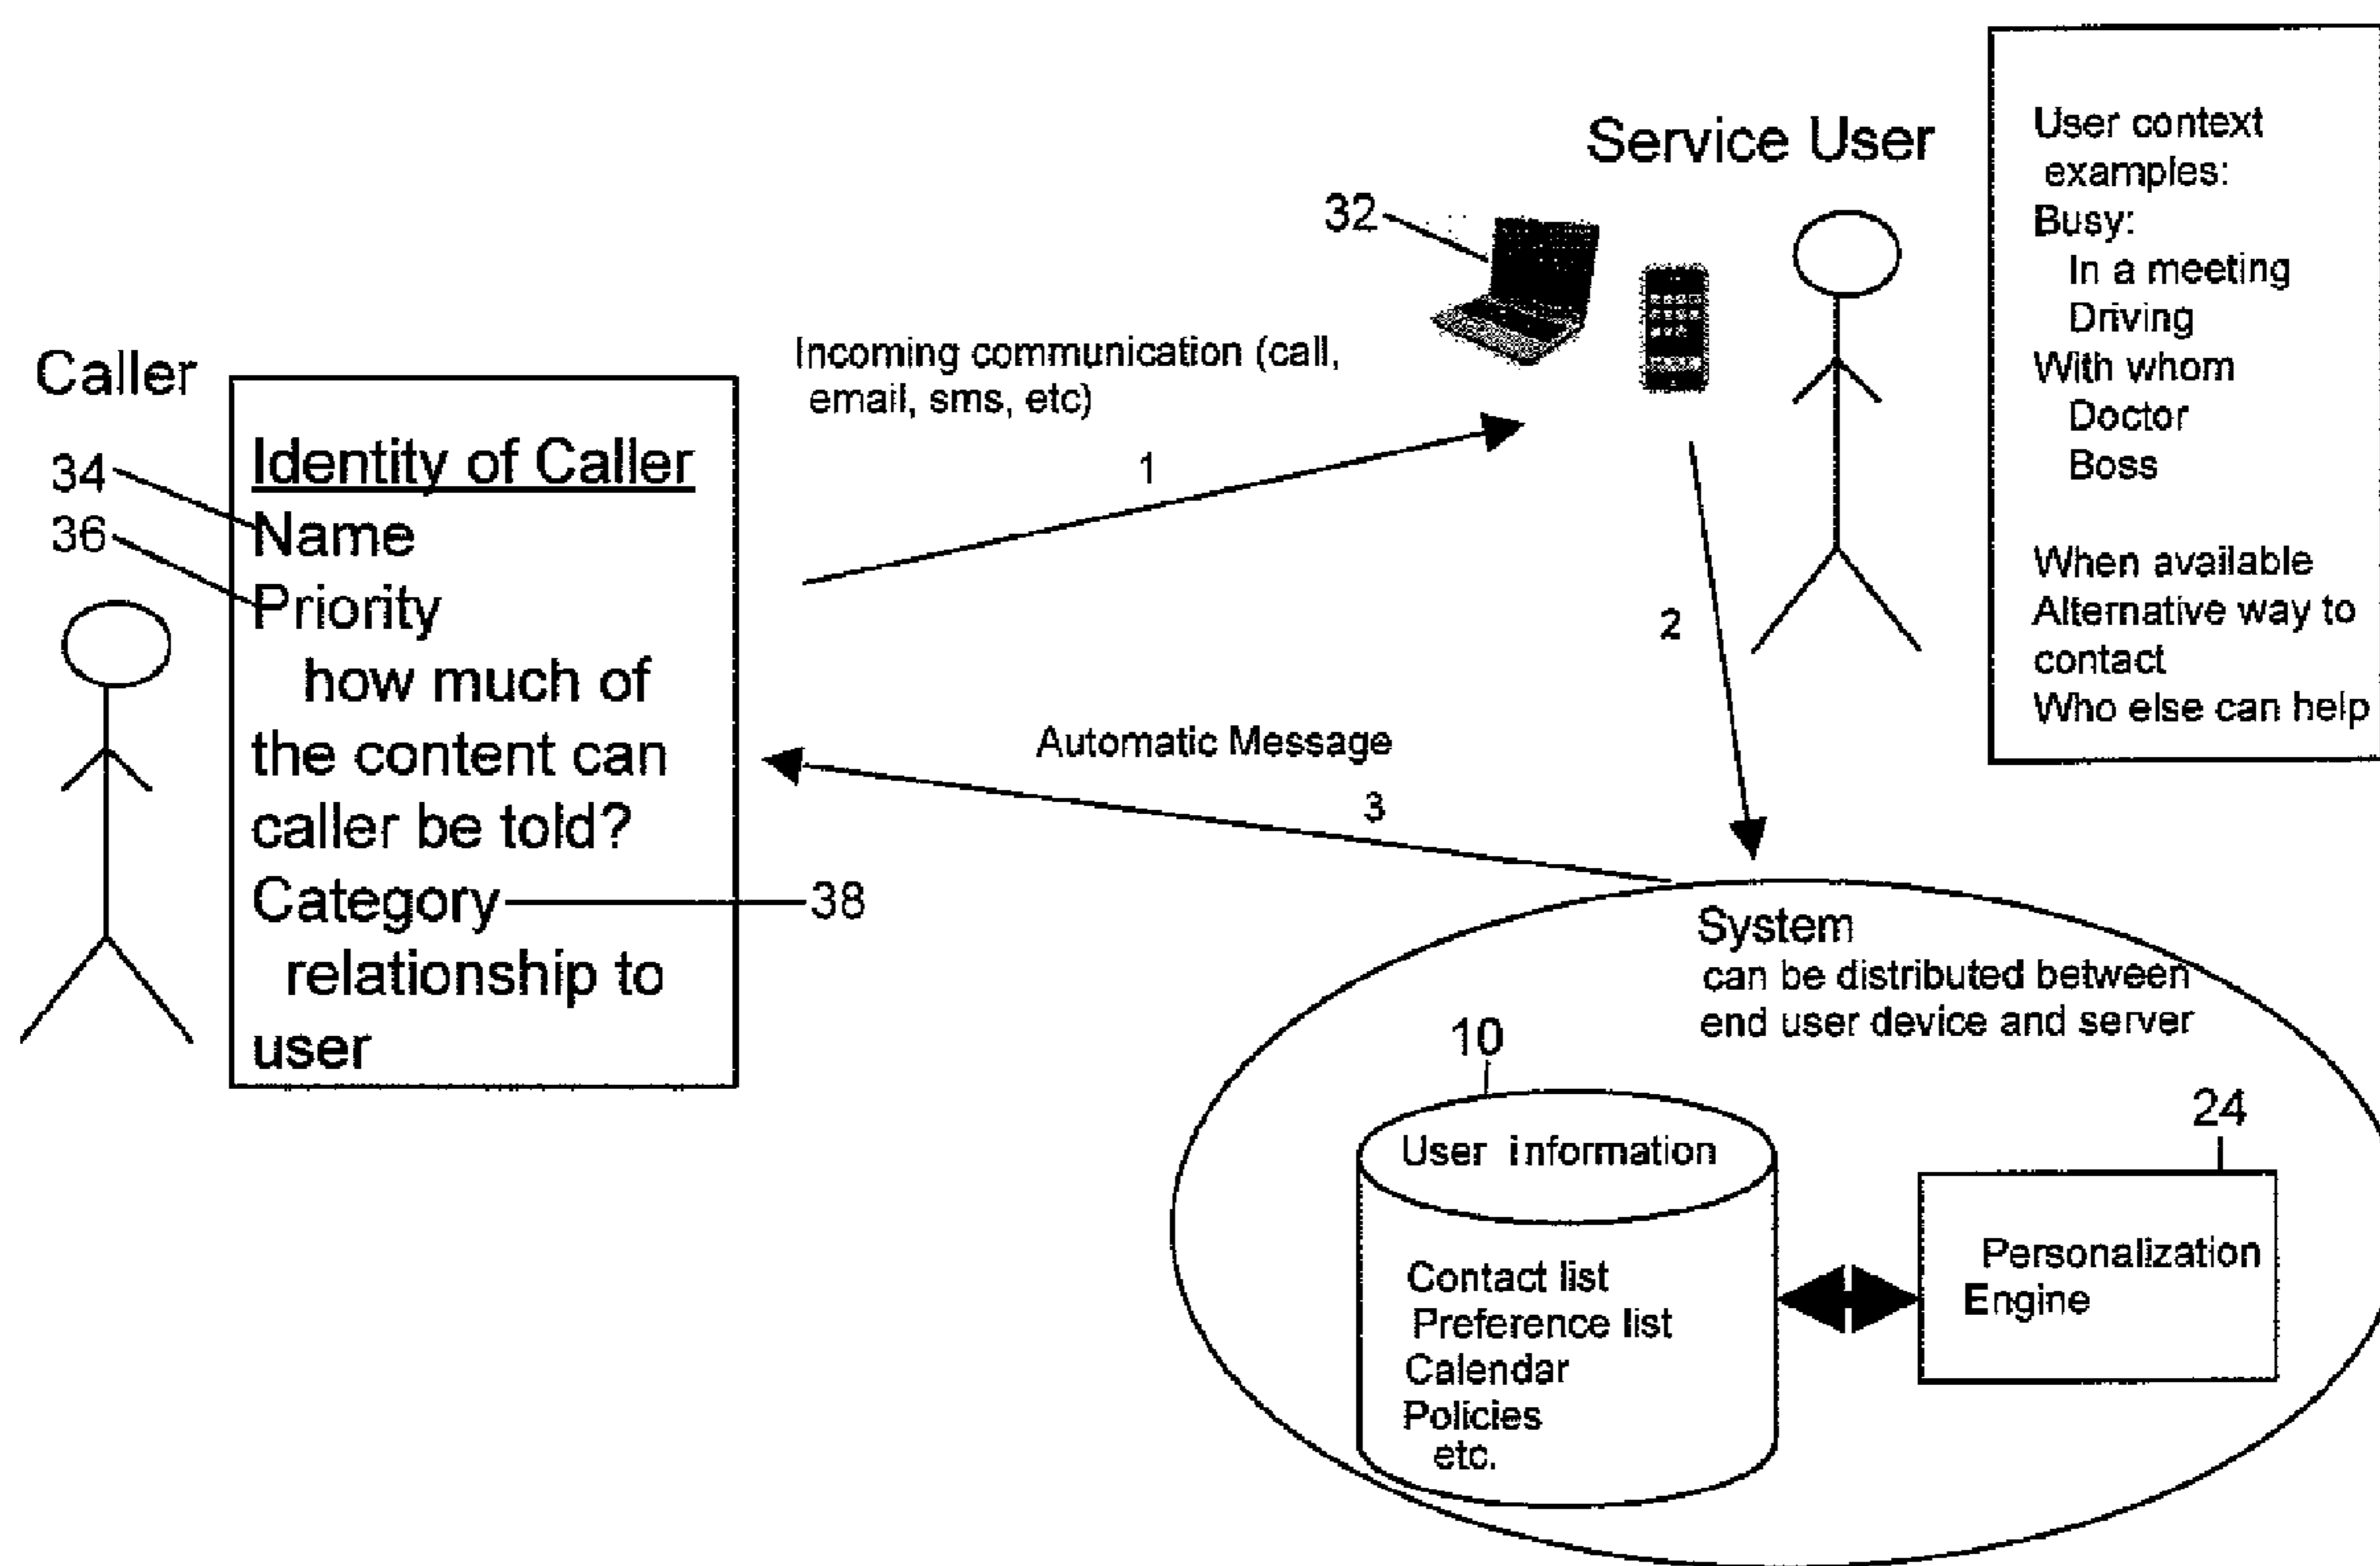 Caller
34
36
Identity of Caller
Name
Priority
how much of
the content can
caller be told?
Category
38
relationship to
user
Incoming communication (call,
email, sms, etc)
1
Service User
32
2
User context
examples:
Busy:
In a meeting
Driving
With whom
Doctor
Boss
When available
Alternative way to
contact
Who else can help
Automatic Message
3
System
can be distributed between
end user device and server
10
User information
Contact list
Preference list
Calendar
Policies
etc.
24
Personalization
Engine